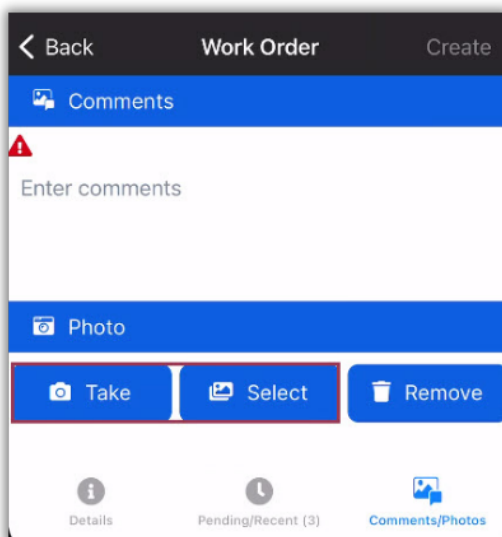 Back Work Order Create
Comments
Enter comments
Photo
Take Select Remove
Details Pending/Recent (3) Comments/Photos